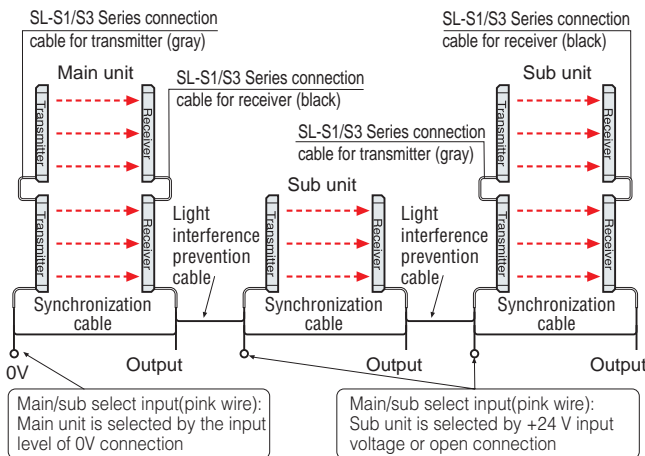 SL-S1/S3 Series connection
cable for transmitter (gray)
Main unit
SL-S1/S3 Series connection
cable for receiver (black)
SL-S1/S3 Series connection
cable for receiver (black)
Sub unit
SL-S1/S3 Series connection
cable for transmitter (gray)
Transmitter
Receiver
Transmitter
Receiver
Sub unit
Transmitter
Receiver
Transmitter
Receiver
Transmitter
Receiver
Light
interference
prevention
cable
Light
interference
prevention
cable
Synchronization
cable
Synchronization
cable
Synchronization
cable
0V
Output
Output
Output
Main/sub select input(pink wire):
Main unit is selected by the input
level of 0V connection
Main/sub select input(pink wire):
Sub unit is selected by +24 V input
voltage or open connection